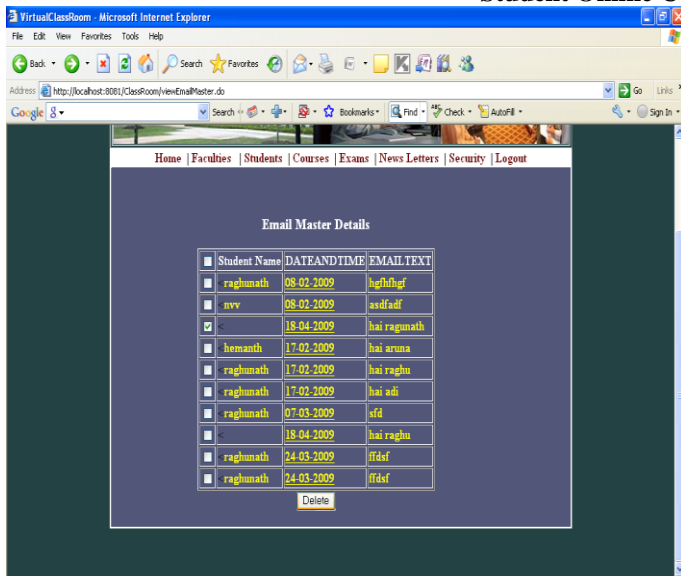 VirtualClassRoom - Microsoft Internet Explorer
File Edit View Favorites Tools Help
Back Search Favorites
Address http://localhost:8081/ClassRoom/viewEmailMaster.do Go Links
Google Search Bookmarks Find Check AutoFill Sign In
Home | Faculties | Students | Courses | Exams | News Letters | Security | Logout
Email Master Details
Student Name DATEANDTIME EMAILTEXT
<raghunath 08-02-2009 hgfhfhgf
<nvv 08-02-2009 asdfadf
< 18-04-2009 hai ragunath
<hemanth 17-02-2009 hai aruna
<raghunath 17-02-2009 hai raghu
<raghunath 17-02-2009 hai adi
<raghunath 07-03-2009 sfd
< 18-04-2009 hai raghu
<raghunath 24-03-2009 ffdsf
<raghunath 24-03-2009 ffdsf
Delete